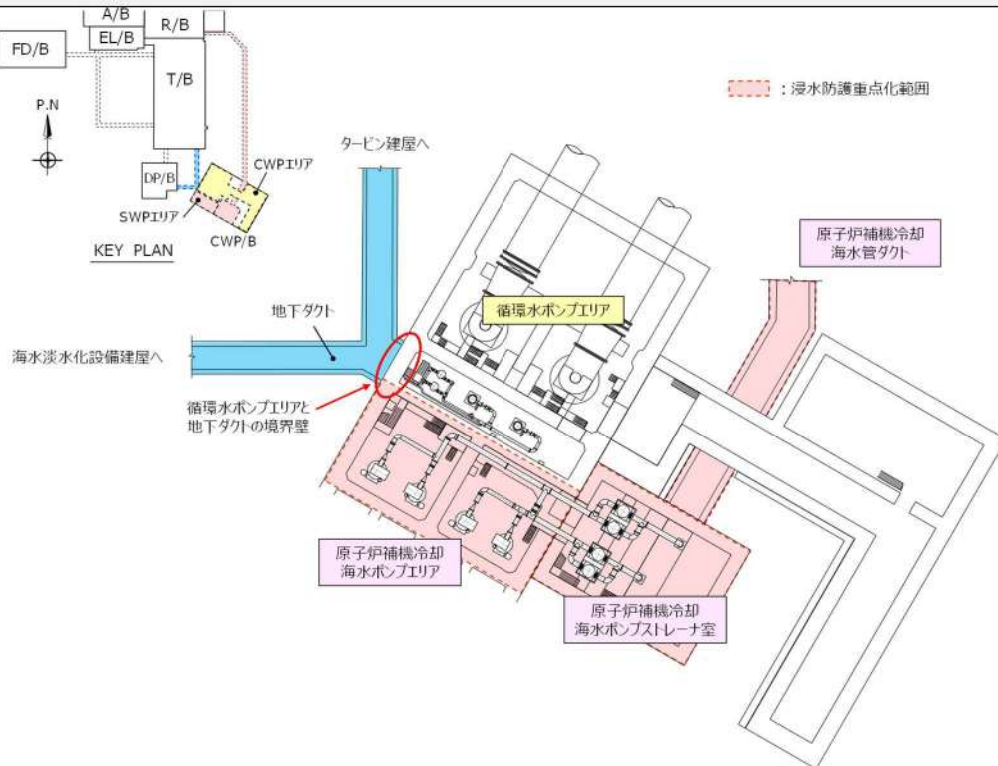 A/B
R/B
EL/B
FD/B
T/B
P.N
DP/B
CWPエリア
SWPエリア
CWP/B
KEY PLAN
：浸水防護重点化範囲
タービン建屋へ
原子炉補機冷却
海水管ダクト
循環水ポンプエリア
地下ダクト
海水淡水化設備建屋へ
循環水ポンプエリアと
地下ダクトの境界壁
原子炉補機冷却
海水ポンプエリア
原子炉補機冷却
海水ポンプストレーナ室